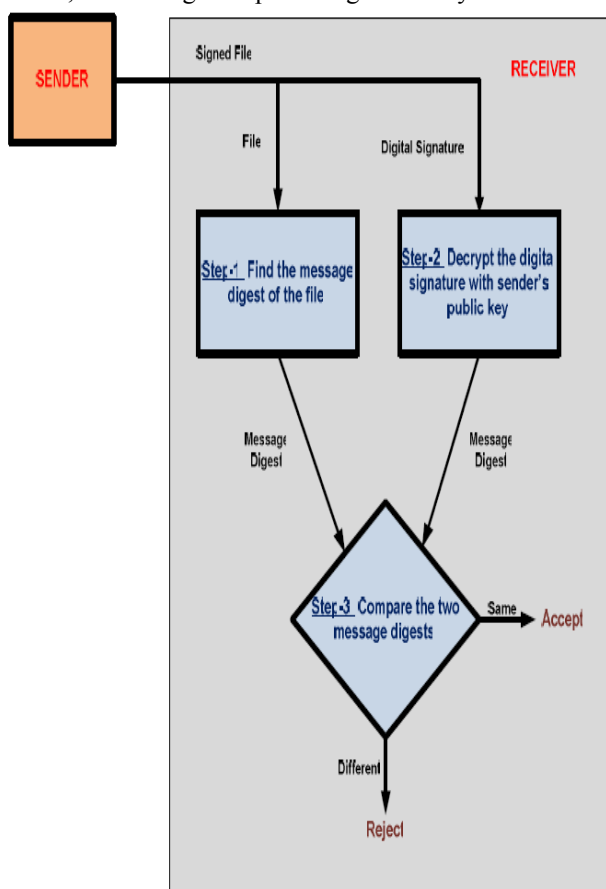 Signed File
SENDER
RECEIVER
File
Digital Signature
Step-1 Find the message
digest of the file
Step-2 Decrypt the digita
signature with sender's
public key
Message
Digest
Message
Digest
Step-3 Compare the two
message digests
Same
Accept
Different
Reject